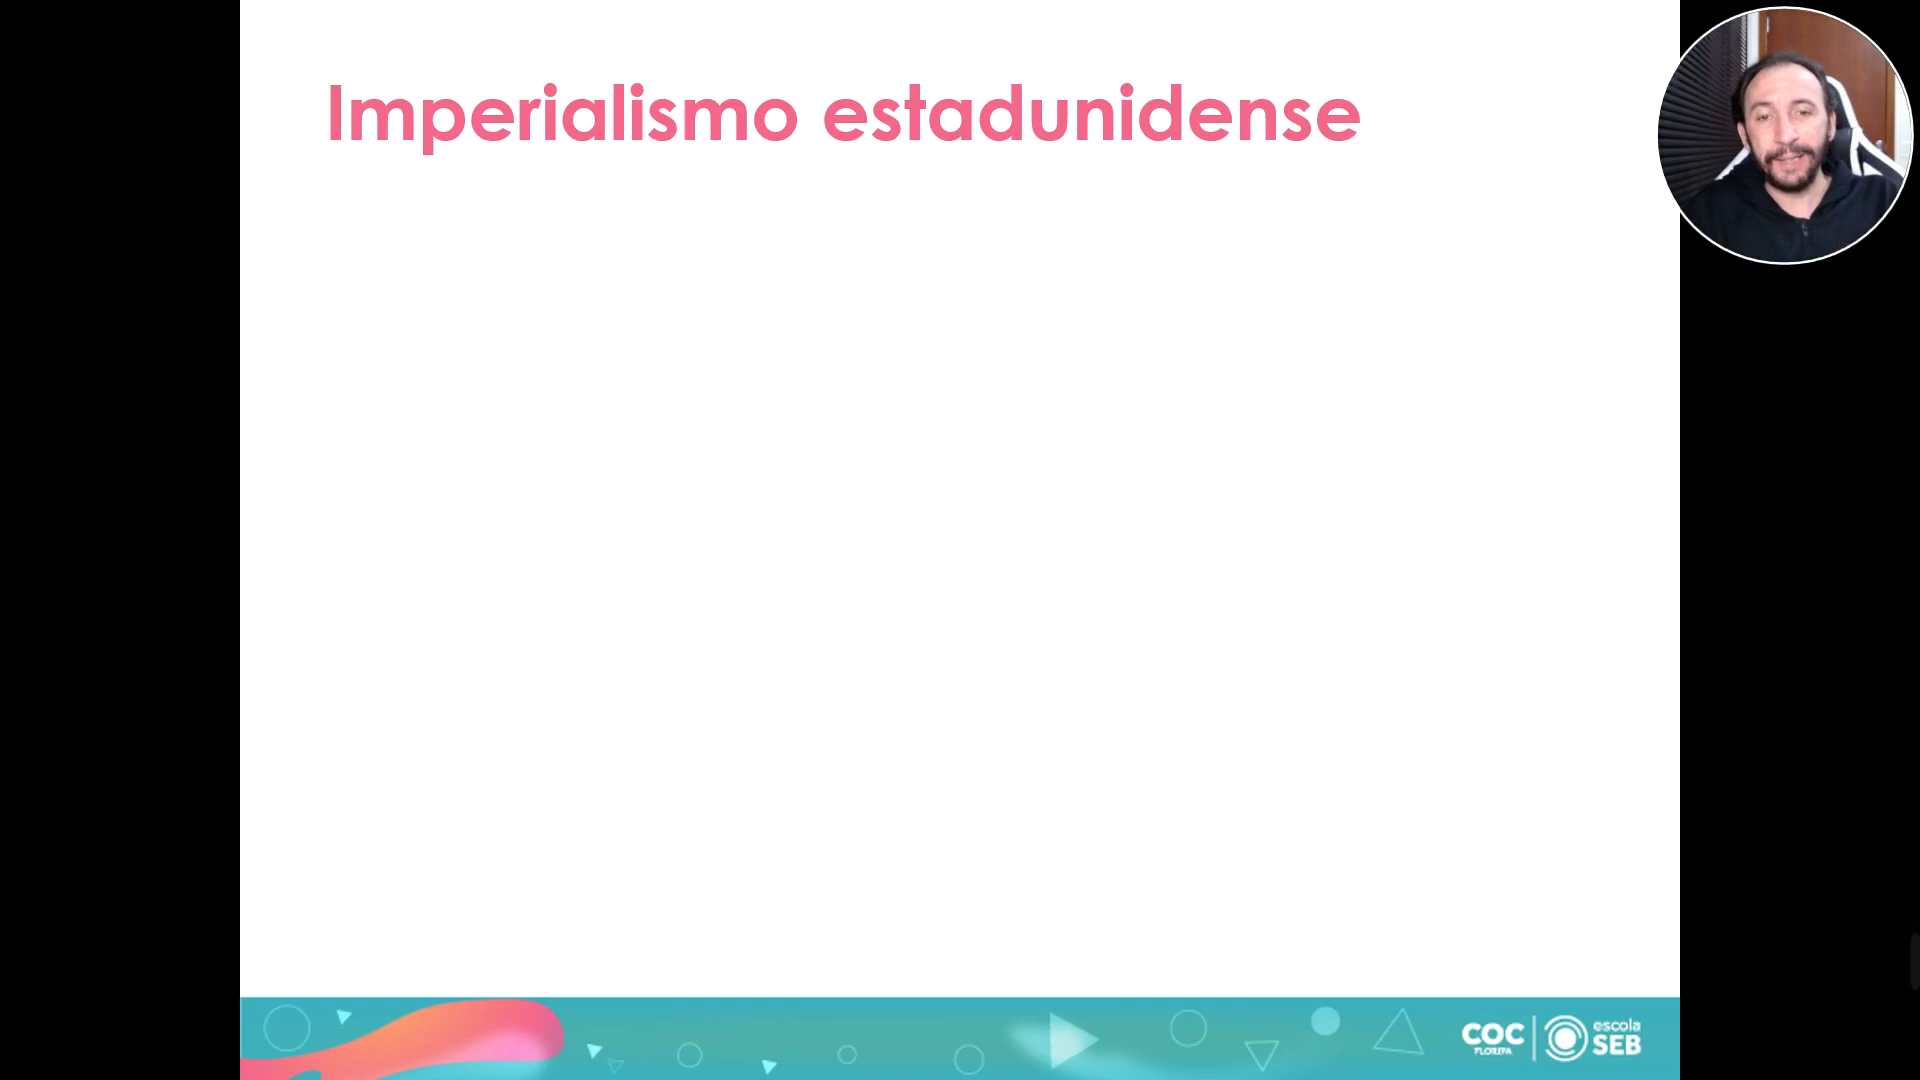 Imperialismo estadunidense
COC
FLORIPA
escola
SEB